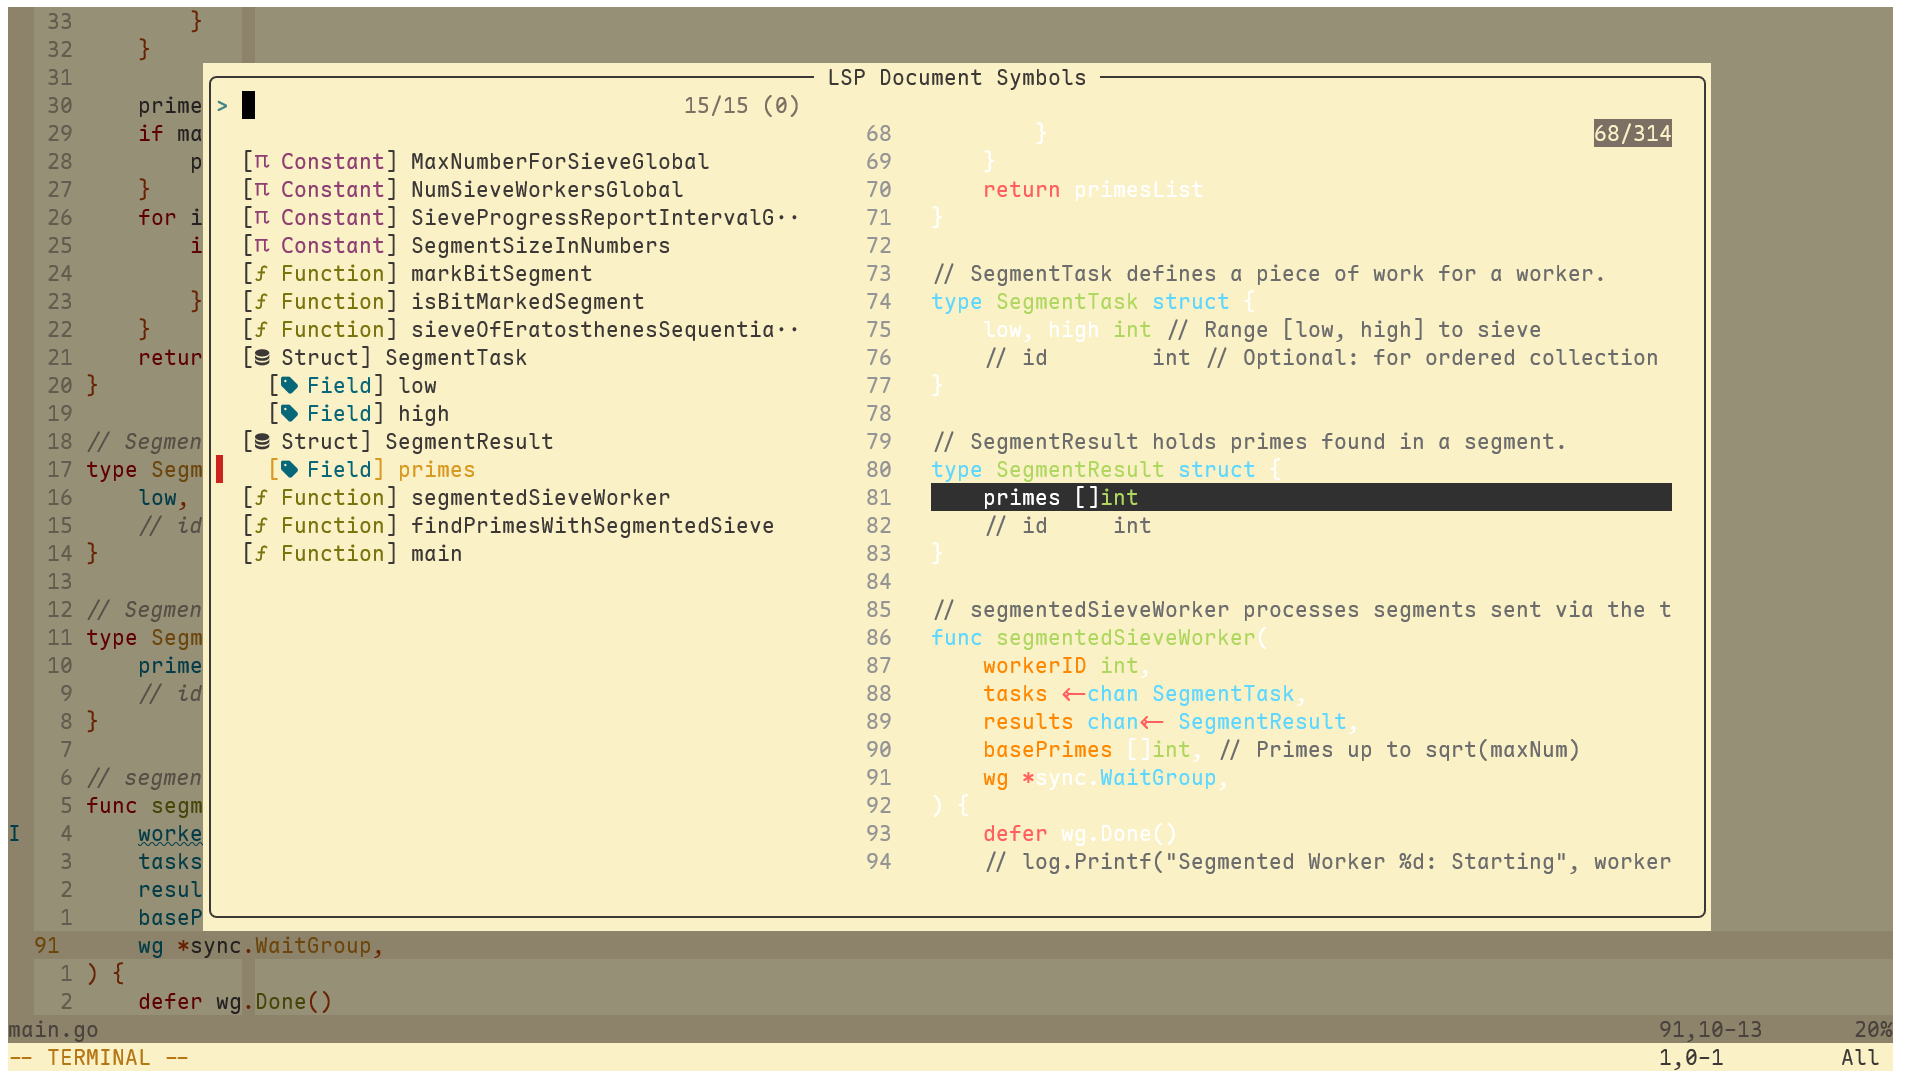 33         }
32     }
31
30     prime
29     if ma
28         p
27     }
26     for i
25         i
24
23         }
22     }
21     retur
20 }
19
18 // Segmen
17 type Segm
16     low,
15     // id
14 }
13
12 // Segmen
11 type Segm
10     prime
9     // id
8 }
7
6 // segmen
5 func segm
I 4     worke
3     tasks
2     resul
1     baseP
91     wg *sync.WaitGroup,
1 ) {
2     defer wg.Done()
LSP Document Symbols
> 15/15 (0)
[π Constant] MaxNumberForSieveGlobal
[π Constant] NumSieveWorkersGlobal
[π Constant] SieveProgressReportIntervalG··
[π Constant] SegmentSizeInNumbers
[ƒ Function] markBitSegment
[ƒ Function] isBitMarkedSegment
[ƒ Function] sieveOfEratosthenesSequentia··
[ Struct] SegmentTask
[ Field] low
[ Field] high
[ Struct] SegmentResult
[ Field] primes
[ƒ Function] segmentedSieveWorker
[ƒ Function] findPrimesWithSegmentedSieve
[ƒ Function] main
68         } 68/314
69     }
70     return primesList
71 }
72
73 // SegmentTask defines a piece of work for a worker.
74 type SegmentTask struct {
75     low, high int // Range [low, high] to sieve
76     // id        int // Optional: for ordered collection
77 }
78
79 // SegmentResult holds primes found in a segment.
80 type SegmentResult struct {
81     primes []int
82     // id     int
83 }
84
85 // segmentedSieveWorker processes segments sent via the t
86 func segmentedSieveWorker(
87     workerID int,
88     tasks <-chan SegmentTask,
89     results chan<- SegmentResult,
90     basePrimes []int, // Primes up to sqrt(maxNum)
91     wg *sync.WaitGroup,
92 ) {
93     defer wg.Done()
94     // log.Printf("Segmented Worker %d: Starting", worker
main.go 91,10-13 20%
-- TERMINAL -- 1,0-1 All